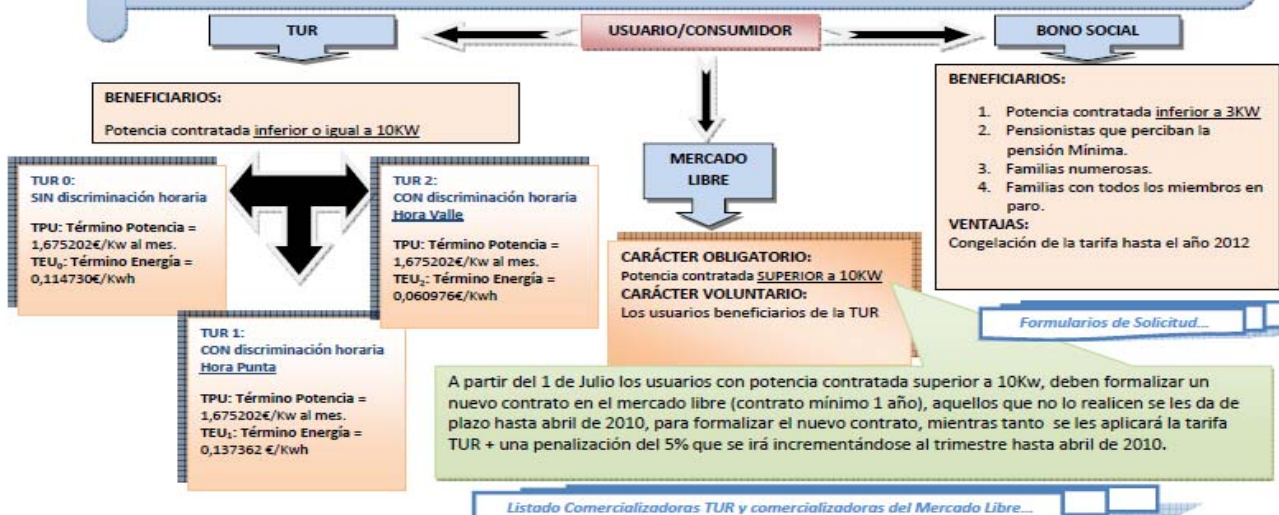 TUR
USUARIO/CONSUMIDOR
BONO SOCIAL
BENEFICIARIOS:
Potencia contratada inferior o igual a 10KW
BENEFICIARIOS:
1. Potencia contratada inferior a 3KW
2. Pensionistas que perciban la
pensión Mínima.
3. Familias numerosas.
4. Familias con todos los miembros en
paro.
VENTAJAS:
Congelación de la tarifa hasta el año 2012
TUR 0:
SIN discriminación horaria
TPU: Término Potencia =
1,675202€/Kw al mes.
TEU₀: Término Energía =
0,114730€/Kwh
TUR 2:
CON discriminación horaria
Hora Valle
TPU: Término Potencia =
1,675202€/Kw al mes.
TEU₂: Término Energía =
0,060976€/Kwh
MERCADO
LIBRE
CARÁCTER OBLIGATORIO:
Potencia contratada SUPERIOR a 10KW
CARÁCTER VOLUNTARIO:
Los usuarios beneficiarios de la TUR
Formularios de Solicitud...
TUR 1:
CON discriminación horaria
Hora Punta
TPU: Término Potencia =
1,675202€/Kw al mes.
TEU₁: Término Energía =
0,137362 €/Kwh
A partir del 1 de Julio los usuarios con potencia contratada superior a 10Kw, deben formalizar un
nuevo contrato en el mercado libre (contrato mínimo 1 año), aquellos que no lo realicen se les da de
plazo hasta abril de 2010, para formalizar el nuevo contrato, mientras tanto se les aplicará la tarifa
TUR + una penalización del 5% que se irá incrementándose al trimestre hasta abril de 2010.
Listado Comercializadoras TUR y comercializadoras del Mercado Libre...